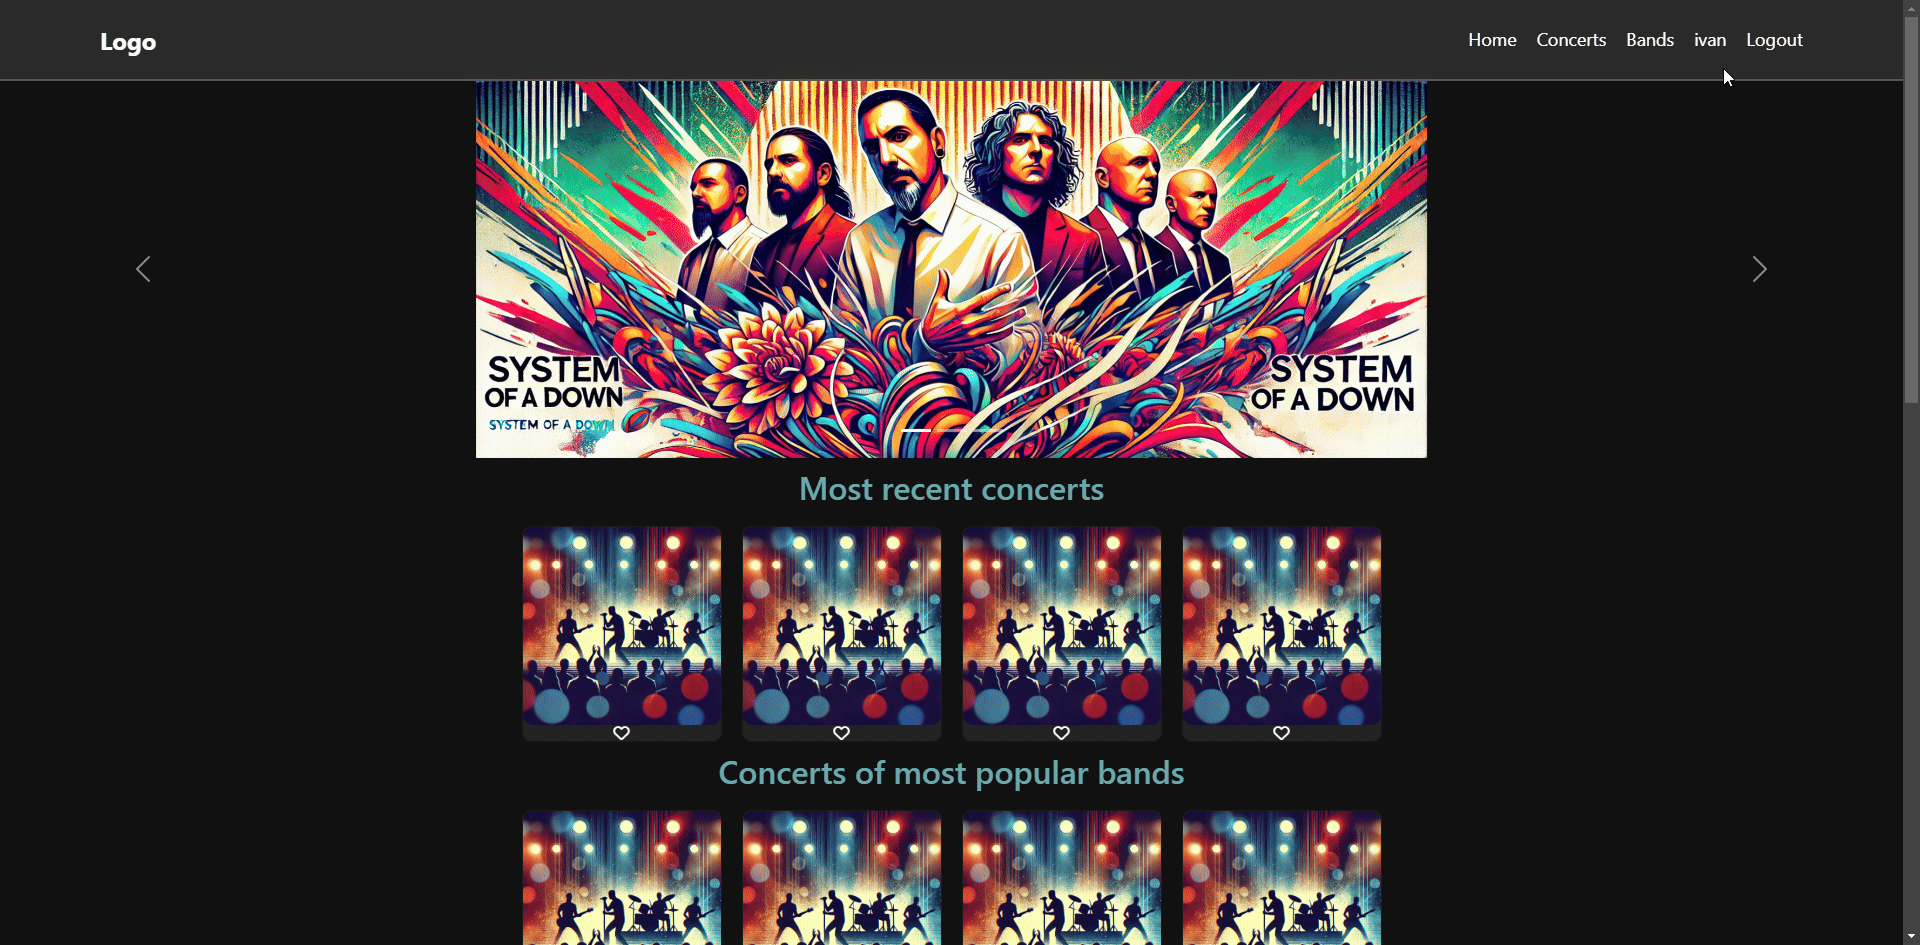 Logo
Home Concerts Bands ivan Logout
SYSTEM
OF A DOWN
SYSTEM OF A DOWN
SYSTEM
OF A DOWN
Most recent concerts
Concerts of most popular bands